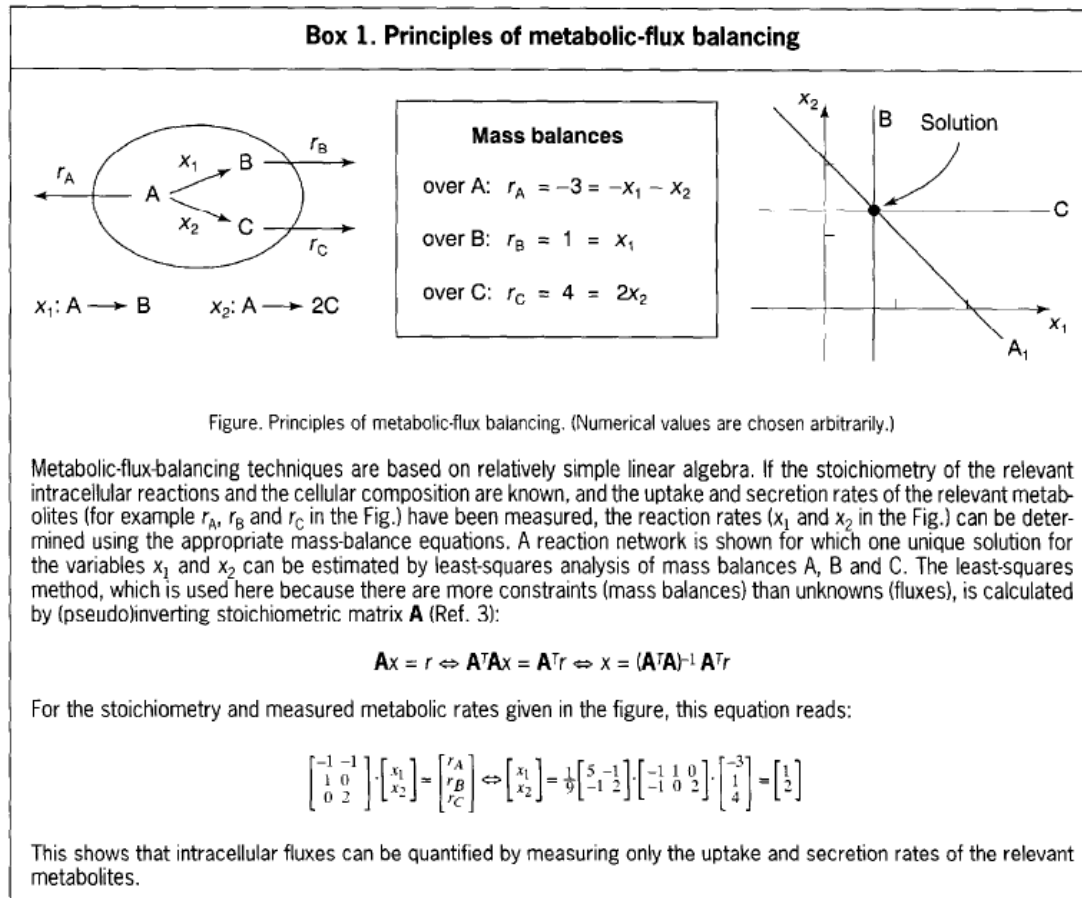 Box 1. Principles of metabolic-flux balancing
r_A
A
x_1
x_2
B
C
r_B
r_C
x_1: A ⟶ B    x_2: A ⟶ 2C
Mass balances
over A: r_A = −3 = −x_1 − x_2
over B: r_B = 1 = x_1
over C: r_C = 4 = 2x_2
x_2
B
Solution
C
x_1
A_1
Figure. Principles of metabolic-flux balancing. (Numerical values are chosen arbitrarily.)
Metabolic-flux-balancing techniques are based on relatively simple linear algebra. If the stoichiometry of the relevant
intracellular reactions and the cellular composition are known, and the uptake and secretion rates of the relevant metab-
olites (for example r_A, r_B and r_C in the Fig.) have been measured, the reaction rates (x_1 and x_2 in the Fig.) can be deter-
mined using the appropriate mass-balance equations. A reaction network is shown for which one unique solution for
the variables x_1 and x_2 can be estimated by least-squares analysis of mass balances A, B and C. The least-squares
method, which is used here because there are more constraints (mass balances) than unknowns (fluxes), is calculated
by (pseudo)inverting stoichiometric matrix A (Ref. 3):
Ax = r ⇔ AᵀAx = Aᵀr ⇔ x = (AᵀA)⁻¹ Aᵀr
For the stoichiometry and measured metabolic rates given in the figure, this equation reads:
[−1 −1; 1 0; 0 2]·[x_1; x_2] = [r_A; r_B; r_C] ⇔ [x_1; x_2] = 1/9 [5 −1; −1 2]·[−1 1 0; −1 0 2]·[−3; 1; 4] = [1; 2]
This shows that intracellular fluxes can be quantified by measuring only the uptake and secretion rates of the relevant
metabolites.